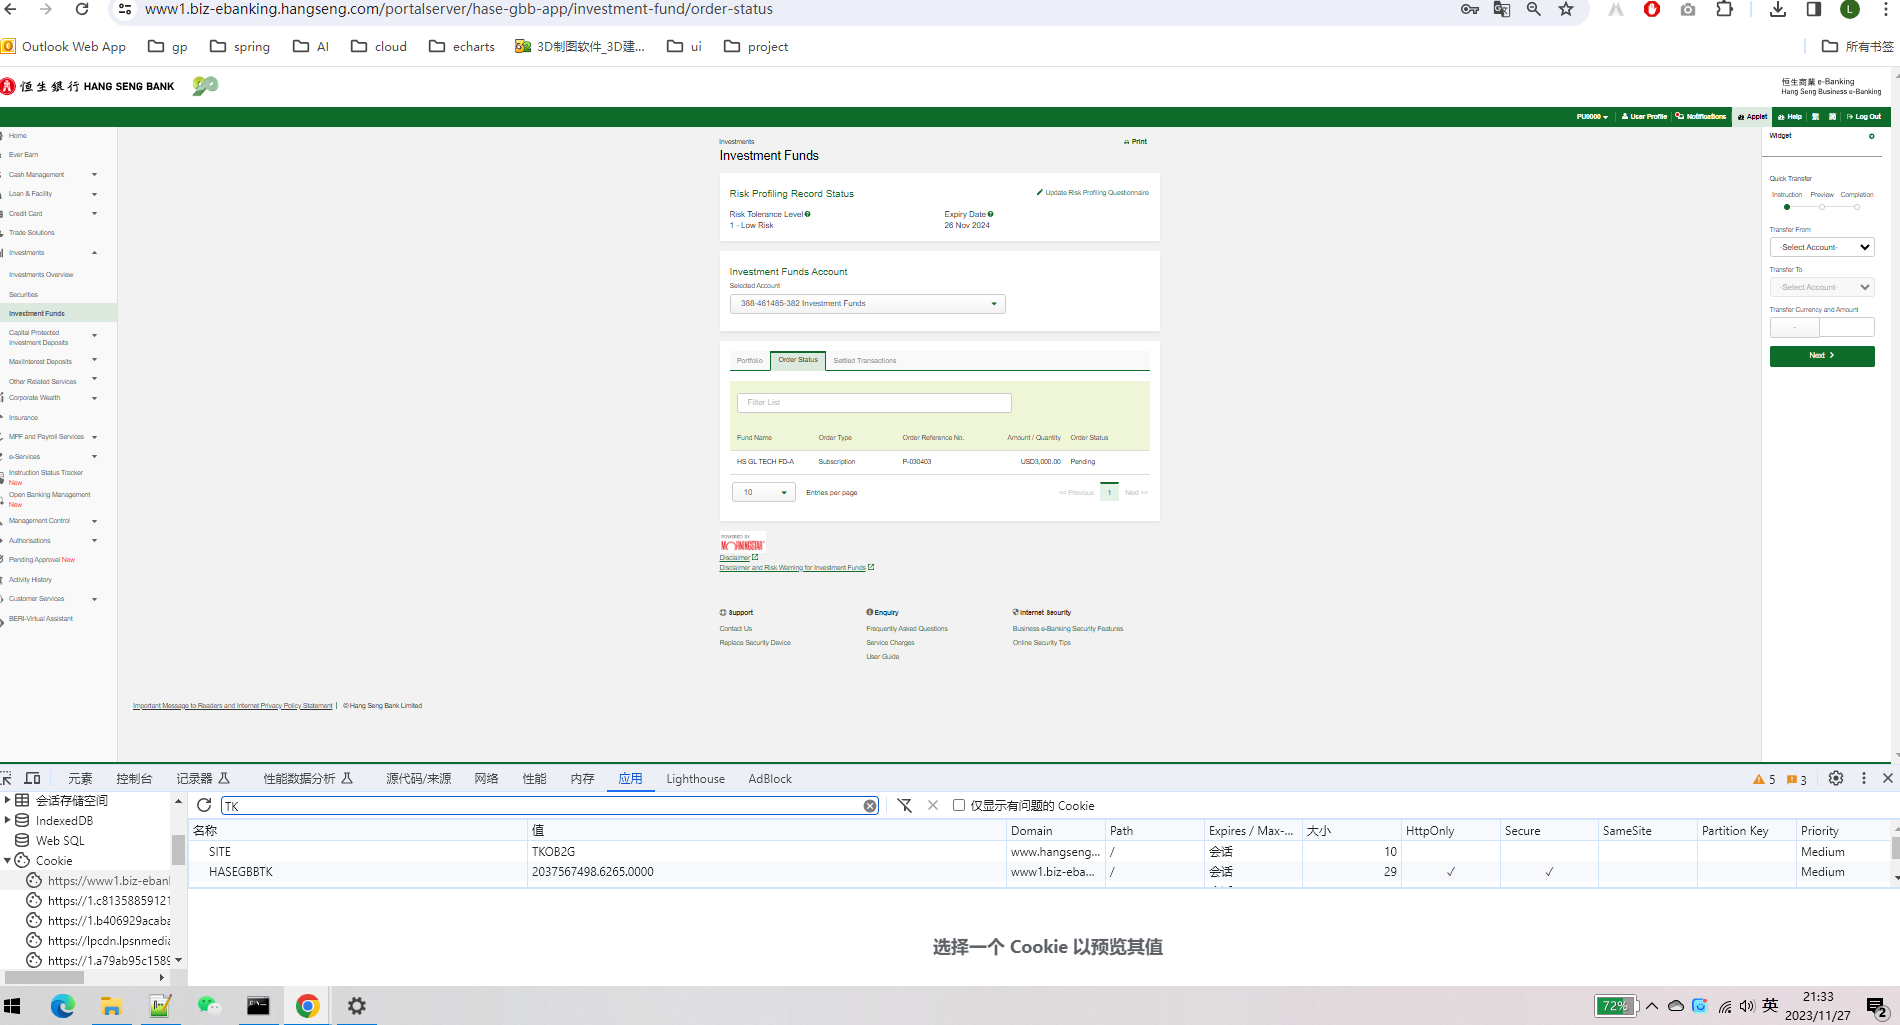 www1.biz-ebanking.hangseng.com/portalserver/hase-gbb-app/investment-fund/order-status
L
Outlook Web App
gp
spring
AI
cloud
echarts
3D制图软件_3D建...
ui
project
所有书签
恒生銀行 HANG SENG BANK
90
恒生商業 e-Banking
Hang Seng Business e-Banking
PU0000
User Profile
Notifications
Applet
Help
繁
簡
Log Out
Home
Ever Earn
Cash Management
Loan & Facility
Credit Card
Trade Solutions
Investments
Investments Overview
Securities
Investment Funds
Capital Protected
Investment Deposits
MaxiInterest Deposits
Other Related Services
Corporate Wealth
Insurance
MPF and Payroll Services
e-Services
Instruction Status Tracker
New
Open Banking Management
New
Management Control
Authorisations
Pending Approval New
Activity History
Customer Services
BERI-Virtual Assistant
Investments
Investment Funds
Print
Risk Profiling Record Status
Update Risk Profiling Questionnaire
Risk Tolerance Level
Expiry Date
1 - Low Risk
26 Nov 2024
Investment Funds Account
Selected Account
388-461485-382 Investment Funds
Portfolio
Order Status
Settled Transactions
Filter List
Fund Name
Order Type
Order Reference No.
Amount / Quantity
Order Status
HS GL TECH FD-A
Subscription
P-030403
USD3,000.00
Pending
10
Entries per page
<< Previous
1
Next >>
POWERED BY
MORNINGSTAR
Disclaimer
Disclaimer and Risk Warning for Investment Funds
Support
Enquiry
Internet Security
Contact Us
Frequently Asked Questions
Business e-Banking Security Features
Replace Security Device
Service Charges
Online Security Tips
User Guide
Important Message to Readers and Internet Privacy Policy Statement | © Hang Seng Bank Limited
Widget
Quick Transfer
Instruction
Preview
Completion
Transfer From
-Select Account-
Transfer To
-Select Account-
Transfer Currency and Amount
-
Next
元素
控制台
记录器
性能数据分析
源代码/来源
网络
性能
内存
应用
Lighthouse
AdBlock
5
3
会话存储空间
IndexedDB
Web SQL
Cookie
https://www1.biz-eban
https://1.c81358859121
https://1.b406929acaba
https://lpcdn.lpsnmedia
https://1.a79ab95c1589
TK
仅显示有问题的 Cookie
名称
值
Domain
Path
Expires / Max-...
大小
HttpOnly
Secure
SameSite
Partition Key
Priority
SITE
TKOB2G
www.hangseng...
/
会话
10
Medium
HASEGBBTK
2037567498.6265.0000
www1.biz-eba...
/
会话
29
✓
✓
Medium
选择一个 Cookie 以预览其值
72%
英
21:33
2023/11/27
2